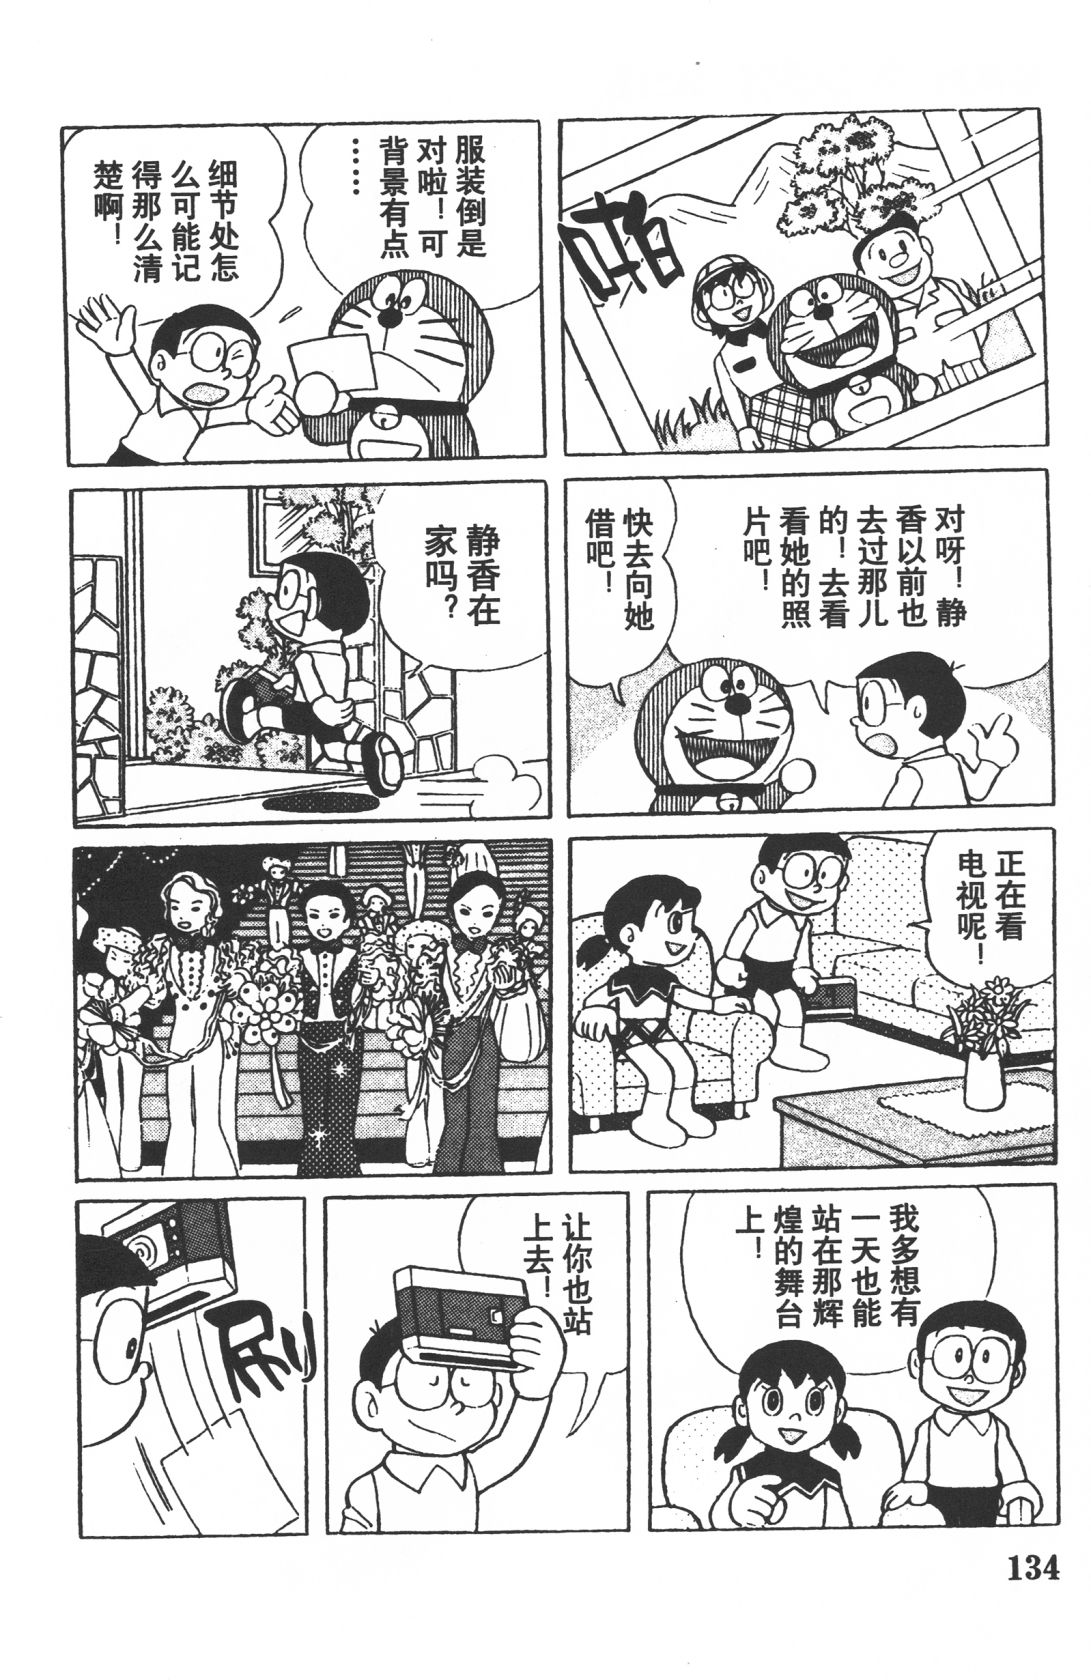 啪
服装倒是
对啦！可
背景有点
……
细节处怎
么可能记
得那么清
楚啊！
对呀！静
香以前也
去过那儿
的！去看
看她的照
片吧！
快去向她
借吧！
静香在
家吗？
正在看
电视呢！
我多想有
一天也能
站在那辉
煌的舞台
上！
让你也站
上去！
刷
134